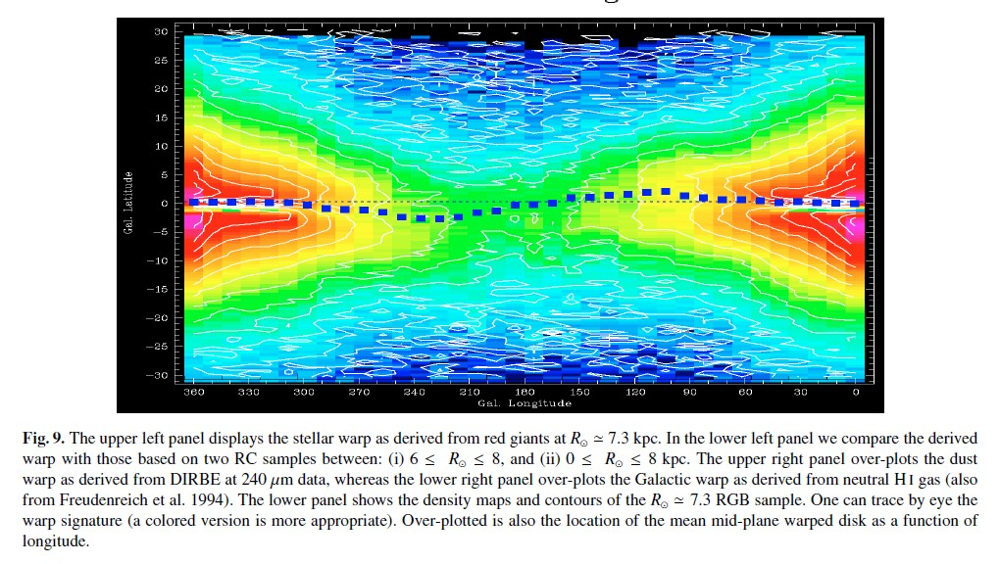 30
25
20
15
10
5
0
−5
−10
−15
−20
−25
−30
Gal. Latitude
360 330 300 270 240 210 180 150 120 90 60 30 0
Gal. Longitude
Fig. 9. The upper left panel displays the stellar warp as derived from red giants at R⊙ ≃ 7.3 kpc. In the lower left panel we compare the derived
warp with those based on two RC samples between: (i) 6 ≤ R⊙ ≤ 8, and (ii) 0 ≤ R⊙ ≤ 8 kpc. The upper right panel over-plots the dust
warp as derived from DIRBE at 240 μm data, whereas the lower right panel over-plots the Galactic warp as derived from neutral H I gas (also
from Freudenreich et al. 1994). The lower panel shows the density maps and contours of the R⊙ ≃ 7.3 RGB sample. One can trace by eye the
warp signature (a colored version is more appropriate). Over-plotted is also the location of the mean mid-plane warped disk as a function of
longitude.